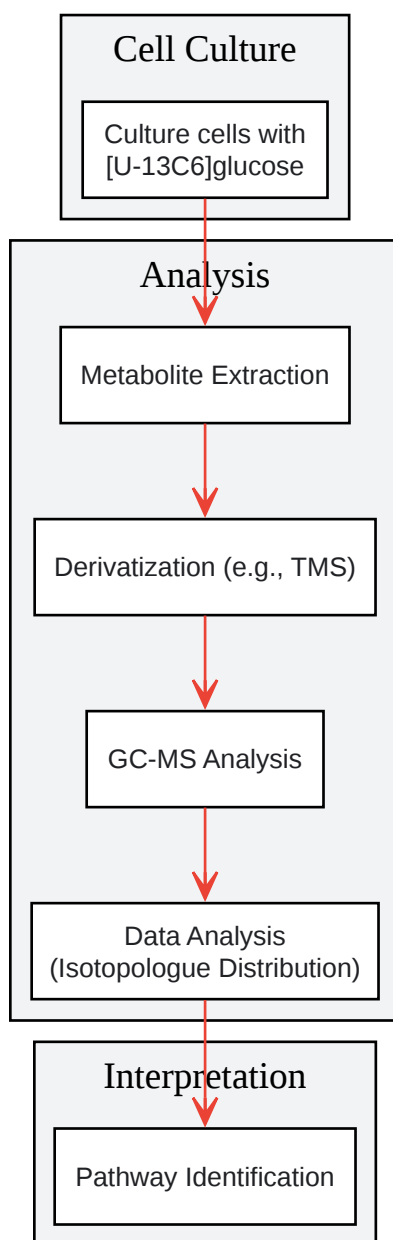 Cell Culture
Culture cells with
[U-13C6]glucose
Analysis
Metabolite Extraction
Derivatization (e.g., TMS)
GC-MS Analysis
Data Analysis
(Isotopologue Distribution)
Interpretation
Pathway Identification